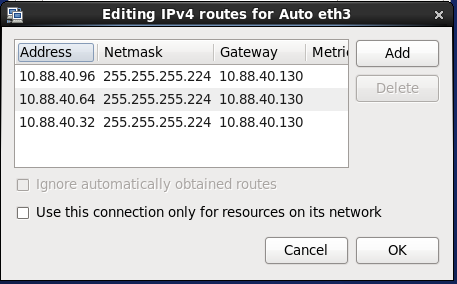 Editing IPv4 routes for Auto eth3
Address Netmask Gateway Metric
10.88.40.96 255.255.255.224 10.88.40.130
10.88.40.64 255.255.255.224 10.88.40.130
10.88.40.32 255.255.255.224 10.88.40.130
Add
Delete
Ignore automatically obtained routes
Use this connection only for resources on its network
Cancel OK